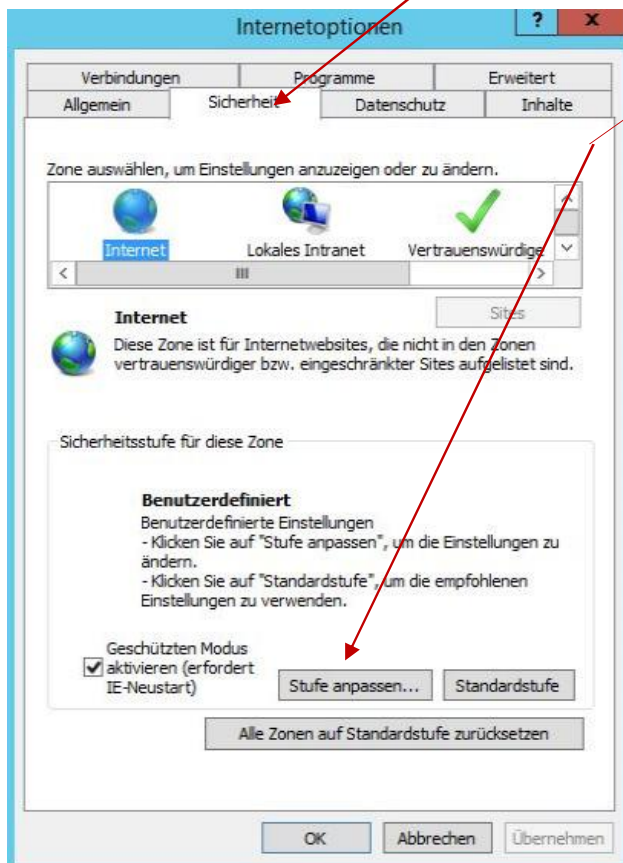 Internetoptionen
? x
Verbindungen Programme Erweitert
Allgemein Sicherheit Datenschutz Inhalte
Zone auswählen, um Einstellungen anzuzeigen oder zu ändern.
Internet Lokales Intranet Vertrauenswürdige
Internet
Sites
Diese Zone ist für Internetwebsites, die nicht in den Zonen
vertrauenswürdiger bzw. eingeschränkter Sites aufgelistet sind.
Sicherheitsstufe für diese Zone
Benutzerdefiniert
Benutzerdefinierte Einstellungen
- Klicken Sie auf "Stufe anpassen", um die Einstellungen zu
ändern.
- Klicken Sie auf "Standardstufe", um die empfohlenen
Einstellungen zu verwenden.
Geschützten Modus
aktivieren (erfordert
IE-Neustart)
Stufe anpassen... Standardstufe
Alle Zonen auf Standardstufe zurücksetzen
OK Abbrechen Übernehmen